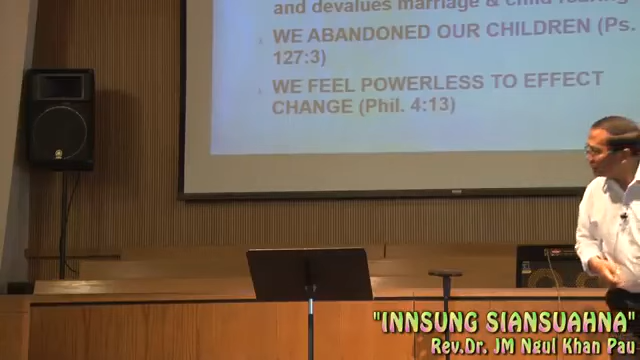 and devalues marriage & child rearing
WE ABANDONED OUR CHILDREN (Ps.
127:3)
WE FEEL POWERLESS TO EFFECT
CHANGE (Phil. 4:13)
"INNSUNG SIANSUAHNA"
Rev.Dr. JM Ngul Khan Pau